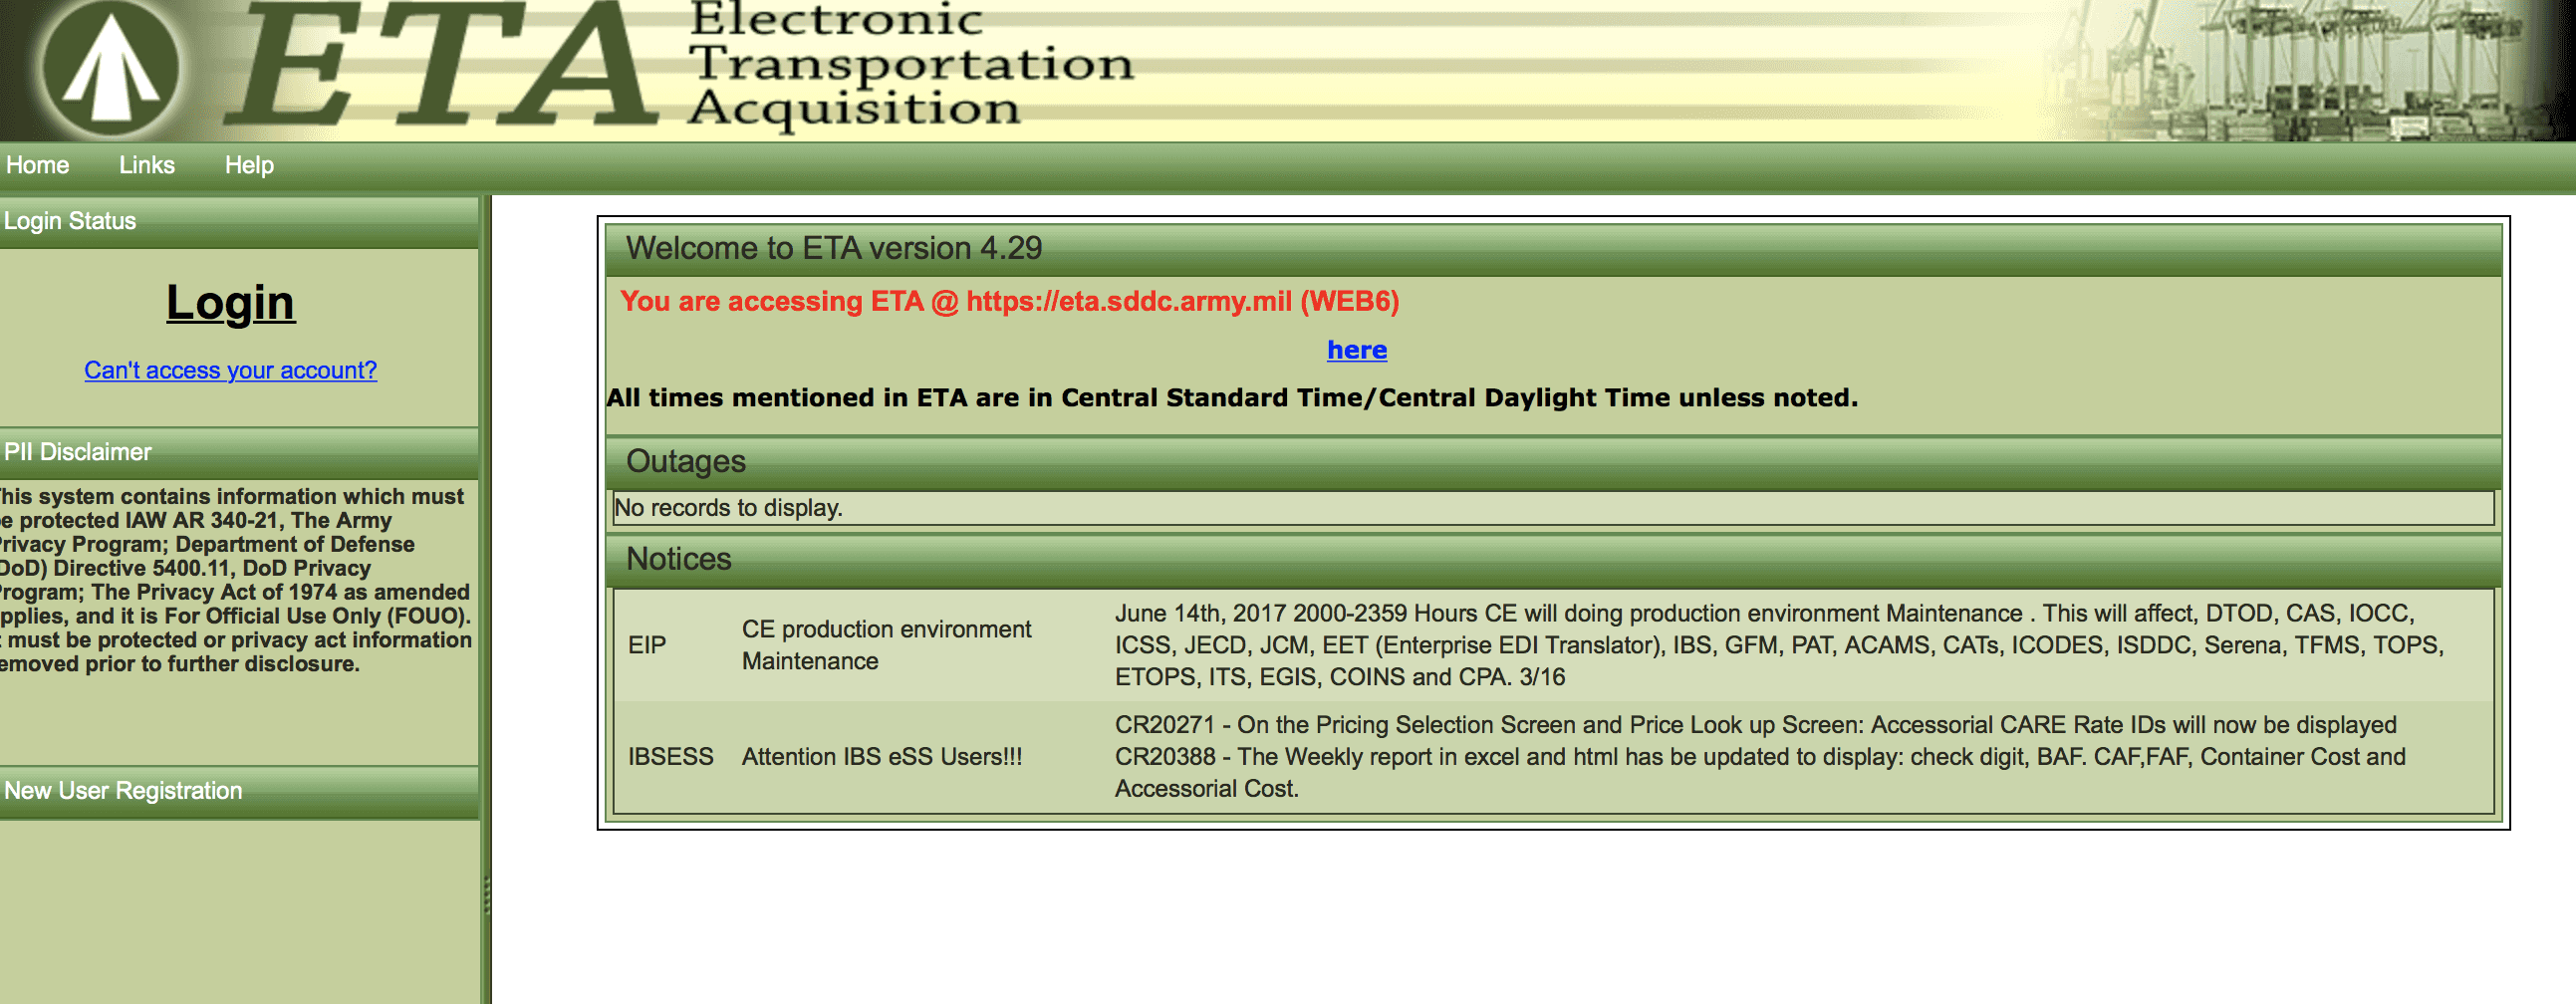 ETA
Electronic
Transportation
Acquisition
Home Links Help
Login Status
Login
Can't access your account?
PII Disclaimer
his system contains information which must
e protected IAW AR 340-21, The Army
rivacy Program; Department of Defense
DoD) Directive 5400.11, DoD Privacy
rogram; The Privacy Act of 1974 as amended
pplies, and it is For Official Use Only (FOUO).
t must be protected or privacy act information
emoved prior to further disclosure.
New User Registration
Welcome to ETA version 4.29
You are accessing ETA @ https://eta.sddc.army.mil (WEB6)
here
All times mentioned in ETA are in Central Standard Time/Central Daylight Time unless noted.
Outages
No records to display.
Notices
EIP
CE production environment
Maintenance
June 14th, 2017 2000-2359 Hours CE will doing production environment Maintenance . This will affect, DTOD, CAS, IOCC,
ICSS, JECD, JCM, EET (Enterprise EDI Translator), IBS, GFM, PAT, ACAMS, CATs, ICODES, ISDDC, Serena, TFMS, TOPS,
ETOPS, ITS, EGIS, COINS and CPA. 3/16
IBSESS
Attention IBS eSS Users!!!
CR20271 - On the Pricing Selection Screen and Price Look up Screen: Accessorial CARE Rate IDs will now be displayed
CR20388 - The Weekly report in excel and html has be updated to display: check digit, BAF. CAF,FAF, Container Cost and
Accessorial Cost.